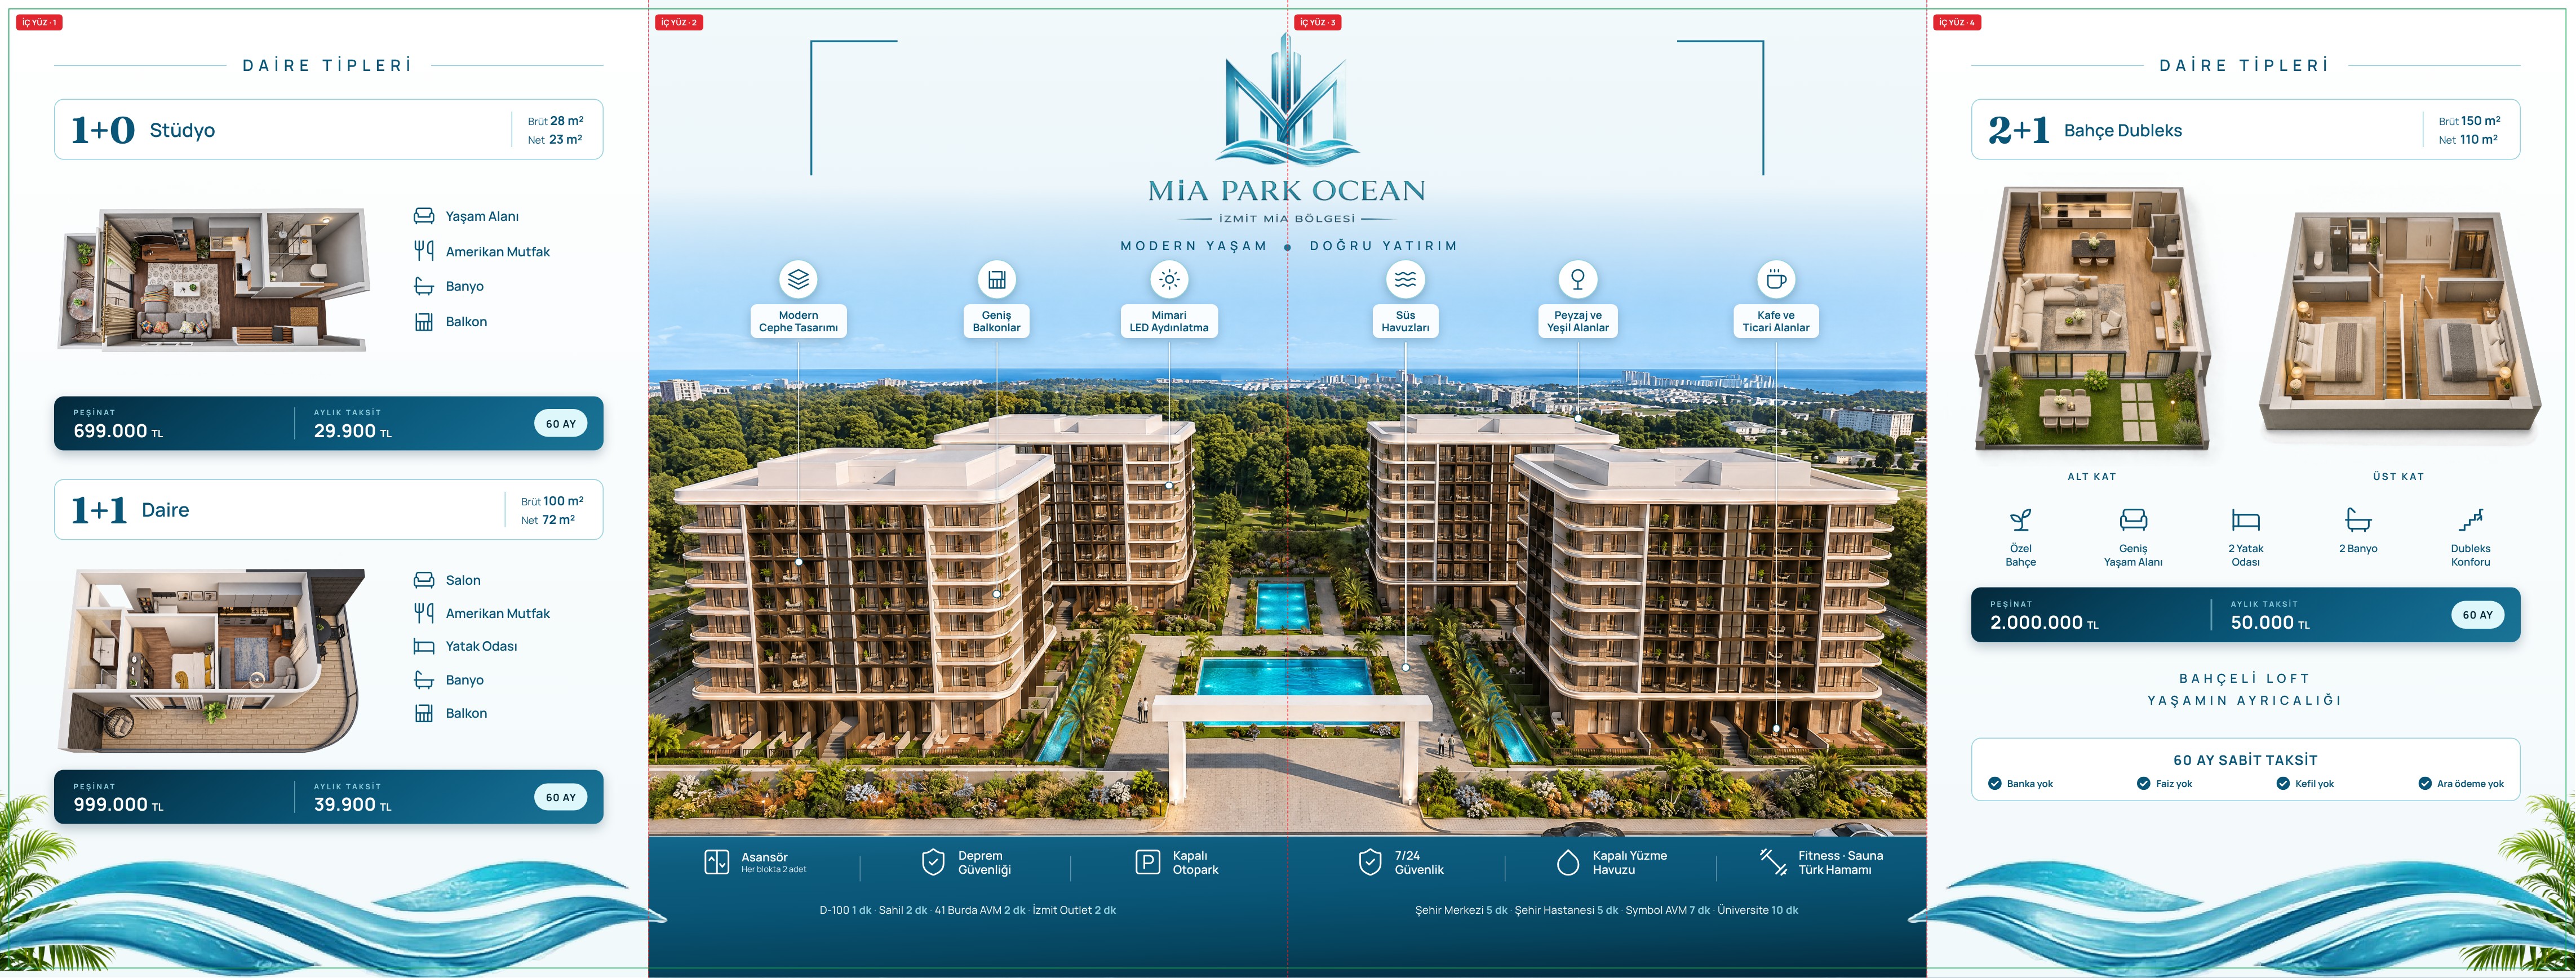 İÇ YÜZ · 1
DAİRE TİPLERİ
1+0 Stüdyo
Brüt 28 m²
Net 23 m²
Yaşam Alanı
Amerikan Mutfak
Banyo
Balkon
PEŞİNAT
699.000 TL
AYLIK TAKSİT
29.900 TL
60 AY
1+1 Daire
Brüt 100 m²
Net 72 m²
Salon
Amerikan Mutfak
Yatak Odası
Banyo
Balkon
PEŞİNAT
999.000 TL
AYLIK TAKSİT
39.900 TL
60 AY
İÇ YÜZ · 2
İÇ YÜZ · 3
MiA PARK OCEAN
İZMİT MİA BÖLGESİ
MODERN YAŞAM ● DOĞRU YATIRIM
Modern
Cephe Tasarımı
Geniş
Balkonlar
Mimari
LED Aydınlatma
Süs
Havuzları
Peyzaj ve
Yeşil Alanlar
Kafe ve
Ticari Alanlar
Asansör
Her blokta 2 adet
Deprem
Güvenliği
P
Kapalı
Otopark
7/24
Güvenlik
Kapalı Yüzme
Havuzu
Fitness · Sauna
Türk Hamamı
D-100 1 dk · Sahil 2 dk · 41 Burda AVM 2 dk · İzmit Outlet 2 dk
Şehir Merkezi 5 dk · Şehir Hastanesi 5 dk · Symbol AVM 7 dk · Üniversite 10 dk
İÇ YÜZ · 4
DAİRE TİPLERİ
2+1 Bahçe Dubleks
Brüt 150 m²
Net 110 m²
ALT KAT
ÜST KAT
Özel
Bahçe
Geniş
Yaşam Alanı
2 Yatak
Odası
2 Banyo
Dubleks
Konforu
PEŞİNAT
2.000.000 TL
AYLIK TAKSİT
50.000 TL
60 AY
BAHÇELİ LOFT
YAŞAMIN AYRICALIĞI
60 AY SABİT TAKSİT
Banka yok
Faiz yok
Kefil yok
Ara ödeme yok